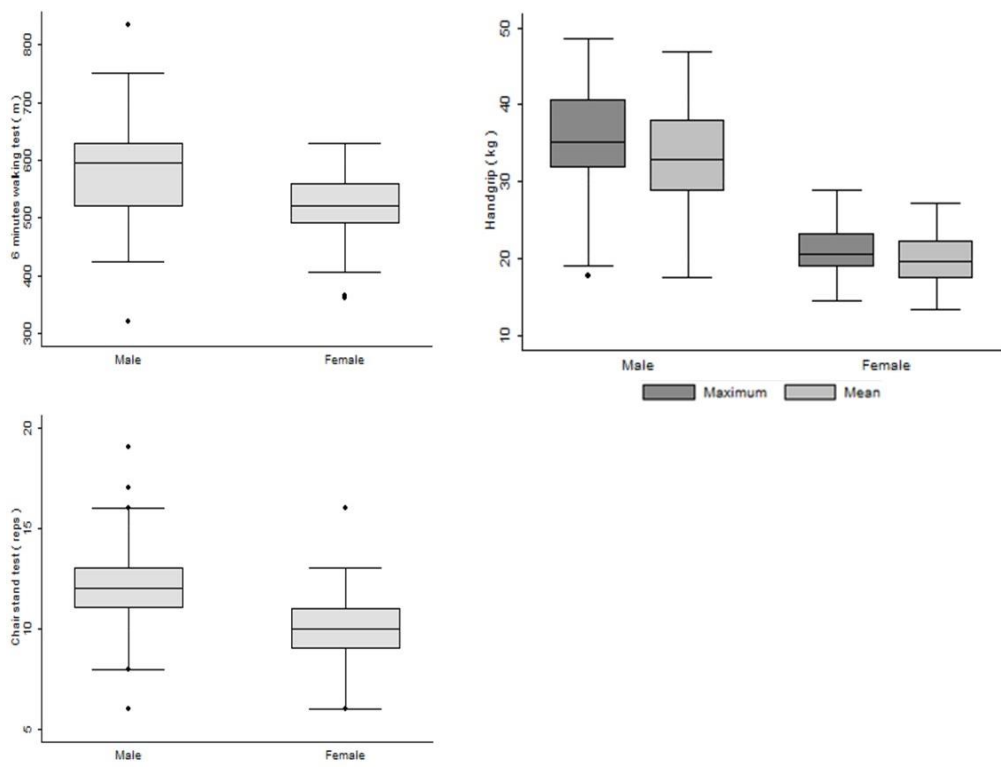 6 minutes waking test ( m )
800
700
600
500
400
300
Male Female
Handgrip ( kg )
50
40
30
20
10
Male Female
Maximum Mean
Chair stand test ( reps )
20
15
10
5
Male Female